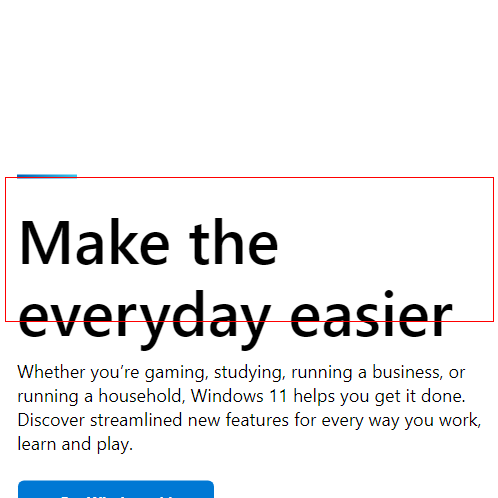 Make the
everyday easier
Whether you’re gaming, studying, running a business, or
running a household, Windows 11 helps you get it done.
Discover streamlined new features for every way you work,
learn and play.